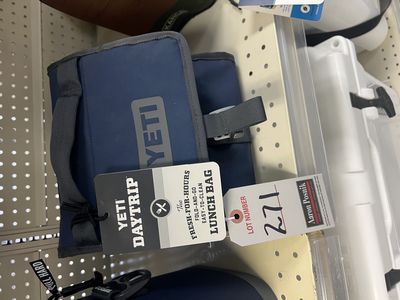 YETI
YETI
DAYTRIP
The
FRESH-FOR-HOURS
FOLD-AND-GO
EASY-TO-CLEAN
LUNCH BAG
LOT NUMBER
271
Aaron Posnik